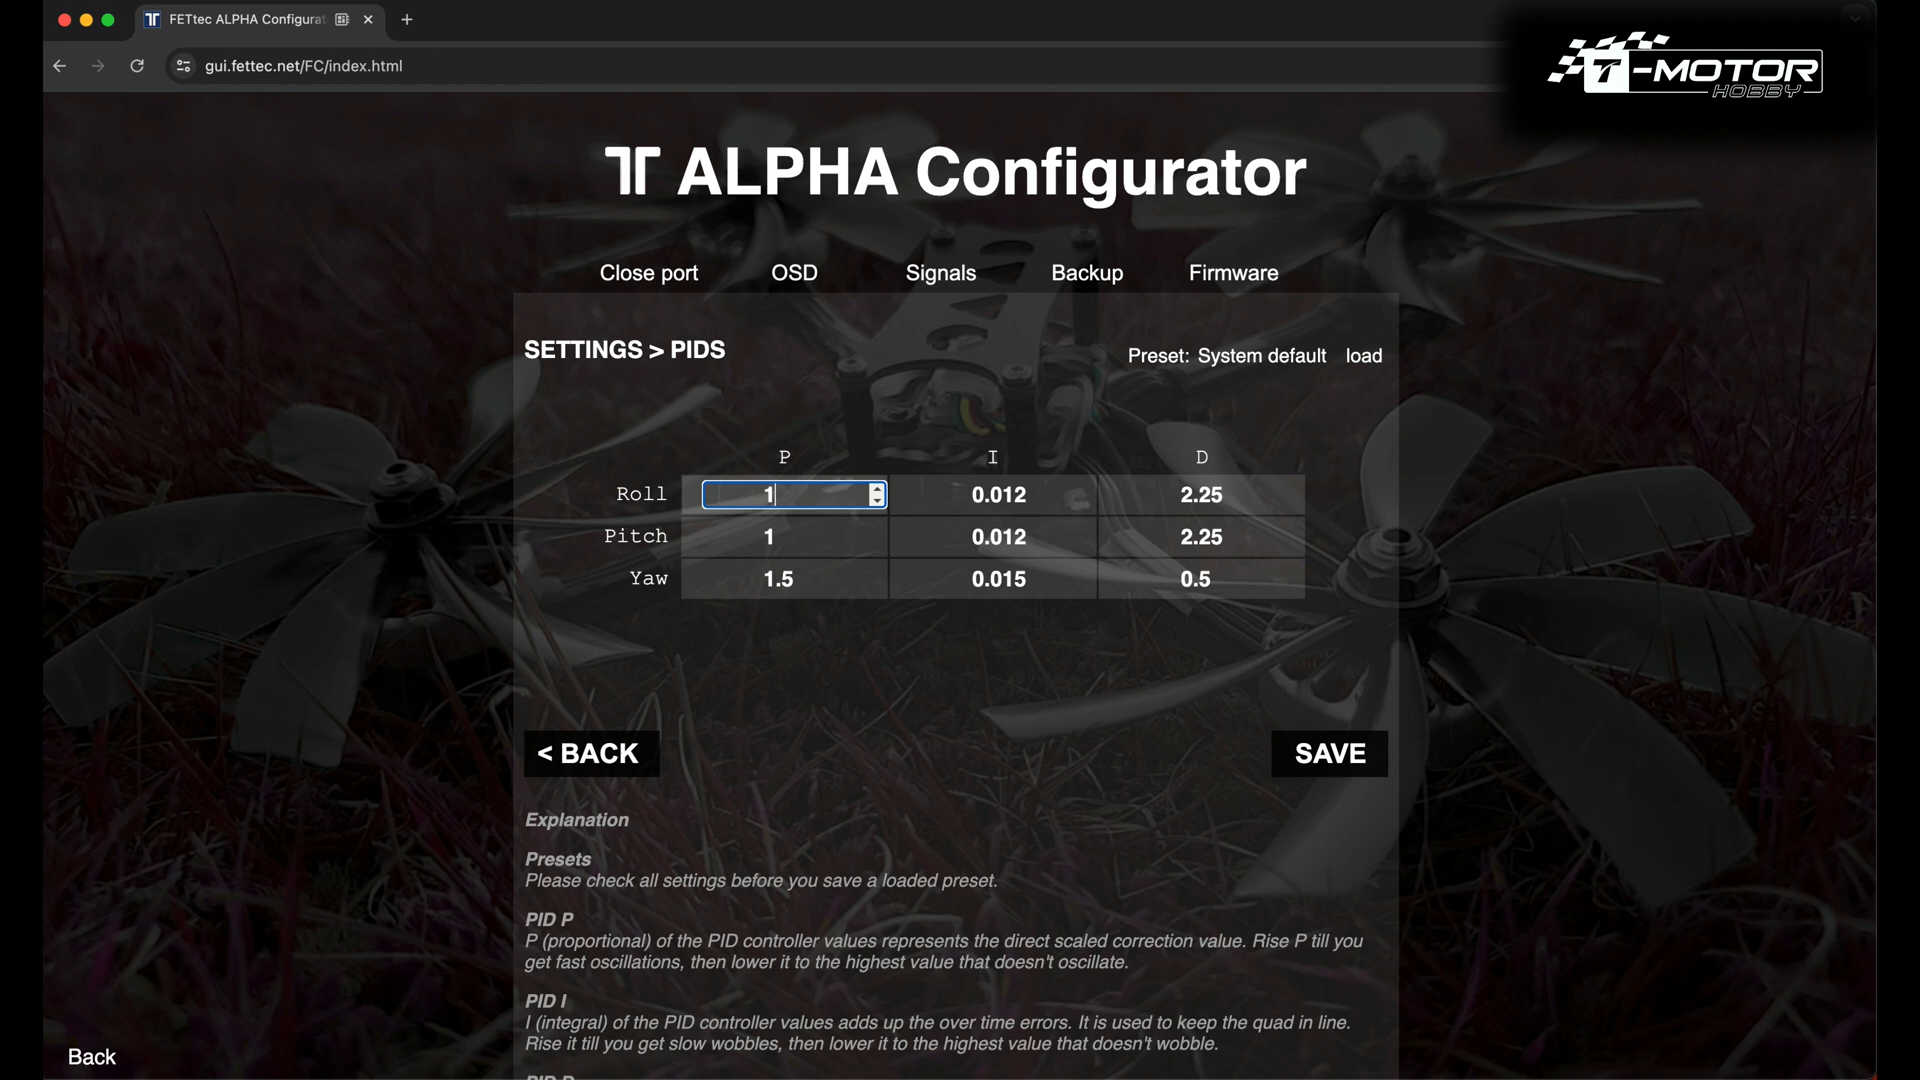 FETtec ALPHA Configurat
gui.fettec.net/FC/index.html
T-MOTOR
HOBBY
ALPHA Configurator
Close port OSD Signals Backup Firmware
SETTINGS > PIDS
Preset: System default load
P I D
Roll 1 0.012 2.25
Pitch 1 0.012 2.25
Yaw 1.5 0.015 0.5
< BACK SAVE
Explanation
Presets
Please check all settings before you save a loaded preset.
PID P
P (proportional) of the PID controller values represents the direct scaled correction value. Rise P till you
get fast oscillations, then lower it to the highest value that doesn't oscillate.
PID I
I (integral) of the PID controller values adds up the over time errors. It is used to keep the quad in line.
Rise it till you get slow wobbles, then lower it to the highest value that doesn't wobble.
Back